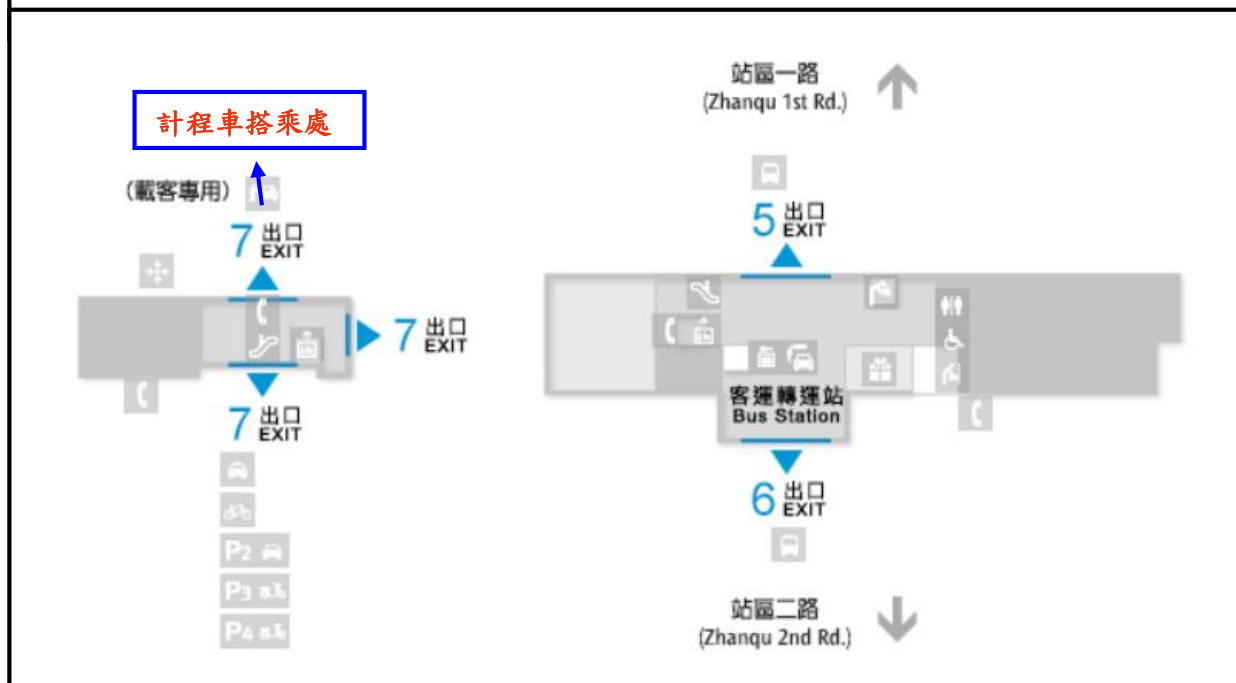 站區一路
(Zhanqu 1st Rd.)
計程車搭乘處
(載客專用)
7 出口
EXIT
5 出口
EXIT
7 出口
EXIT
客運轉運站
Bus Station
7 出口
EXIT
6 出口
EXIT
P2
P3
P4
站區二路
(Zhanqu 2nd Rd.)